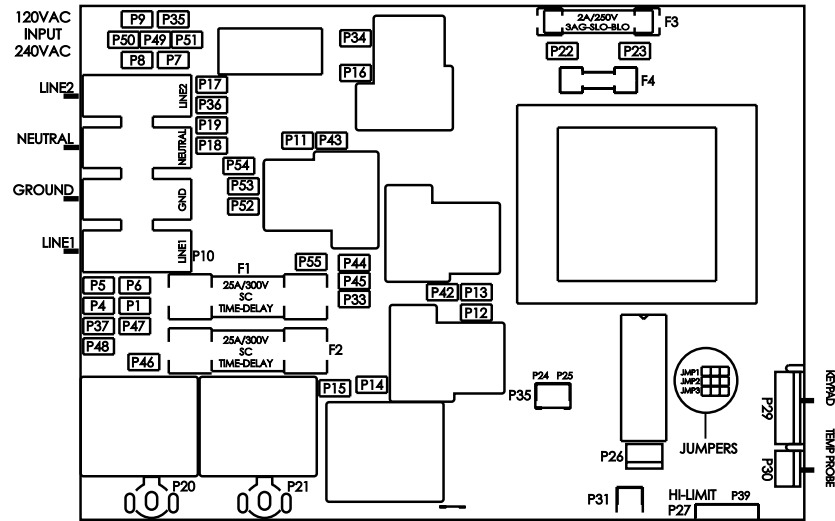 120VAC
INPUT
240VAC
P9 P35
P50 P49 P51
P8 P7
P34
P16
2A/250V
3AG-SLO-BLO
F3
P22 P23
F4
LINE2
LINE2
P17
P36
NEUTRAL
NEUTRAL
P19
P18
P11 P43
P54
P53
P52
GROUND
GND
LINE1
LINE1
P10
P55
P44
P45
P33
F1
25A/300V
SC
TIME-DELAY
P5 P6
P4 P1
P37 P47
P48
P46
25A/300V
SC
TIME-DELAY
F2
P42 P13
P12
P15 P14
P24 P25
P35
JMP1
JMP2
JMP3
JUMPERS
KEYPAD
P29
TEMP PROBE
P30
P26
P20
P21
P31
HI-LIMIT P39
P27